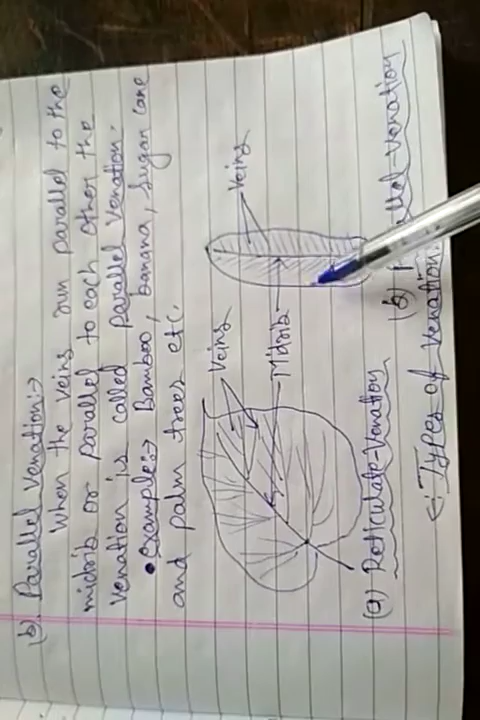 (b) Parallel Venation:→
When the veins run parallel to the
midrib or parallel to each other the
Venation is called parallel Venation.
• Examples→ Bamboo, banana, Sugar cane
and palm trees etc.
Veins
Veins
Midrib
(a) Reticulate-Venation
(b) allel-Venation
<: Types of Venation